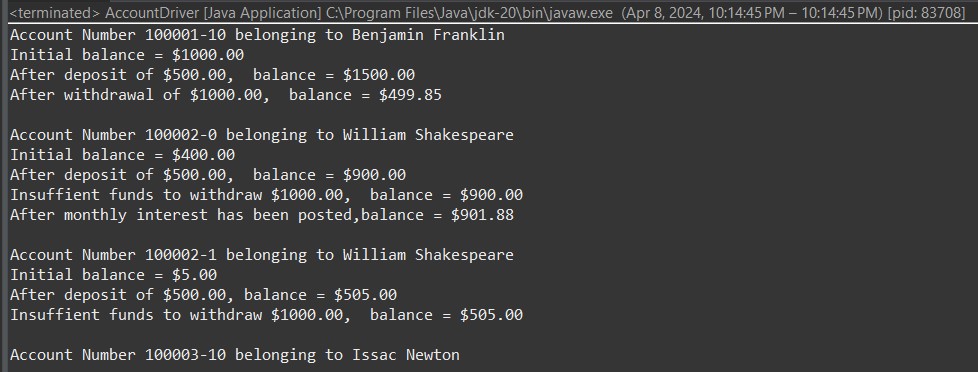 <terminated> AccountDriver [Java Application] C:\Program Files\Java\jdk-20\bin\javaw.exe  (Apr 8, 2024, 10:14:45 PM – 10:14:45 PM) [pid: 83708]
Account Number 100001-10 belonging to Benjamin Franklin
Initial balance = $1000.00
After deposit of $500.00,  balance = $1500.00
After withdrawal of $1000.00,  balance = $499.85
Account Number 100002-0 belonging to William Shakespeare
Initial balance = $400.00
After deposit of $500.00,  balance = $900.00
Insufficient funds to withdraw $1000.00,  balance = $900.00
After monthly interest has been posted,balance = $901.88
Account Number 100002-1 belonging to William Shakespeare
Initial balance = $5.00
After deposit of $500.00, balance = $505.00
Insufficient funds to withdraw $1000.00,  balance = $505.00
Account Number 100003-10 belonging to Issac Newton